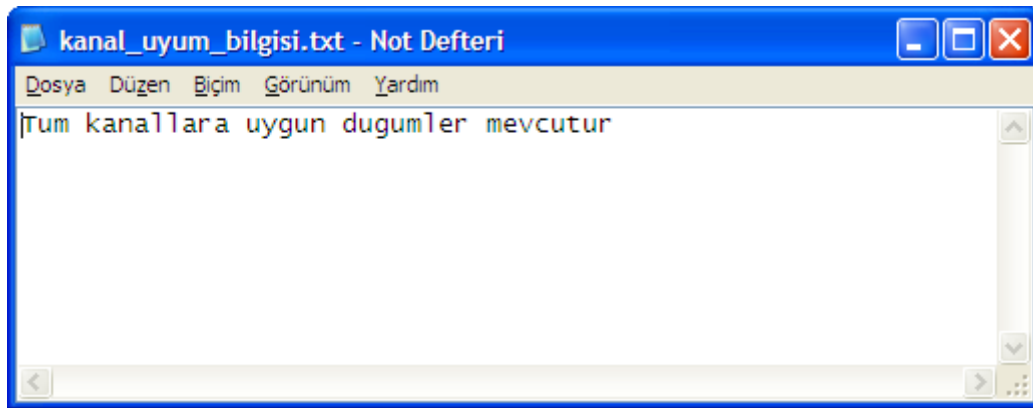 kanal_uyum_bilgisi.txt - Not Defteri
Dosya Düzen Biçim Görünüm Yardım
Tum kanallara uygun dugumler mevcutur